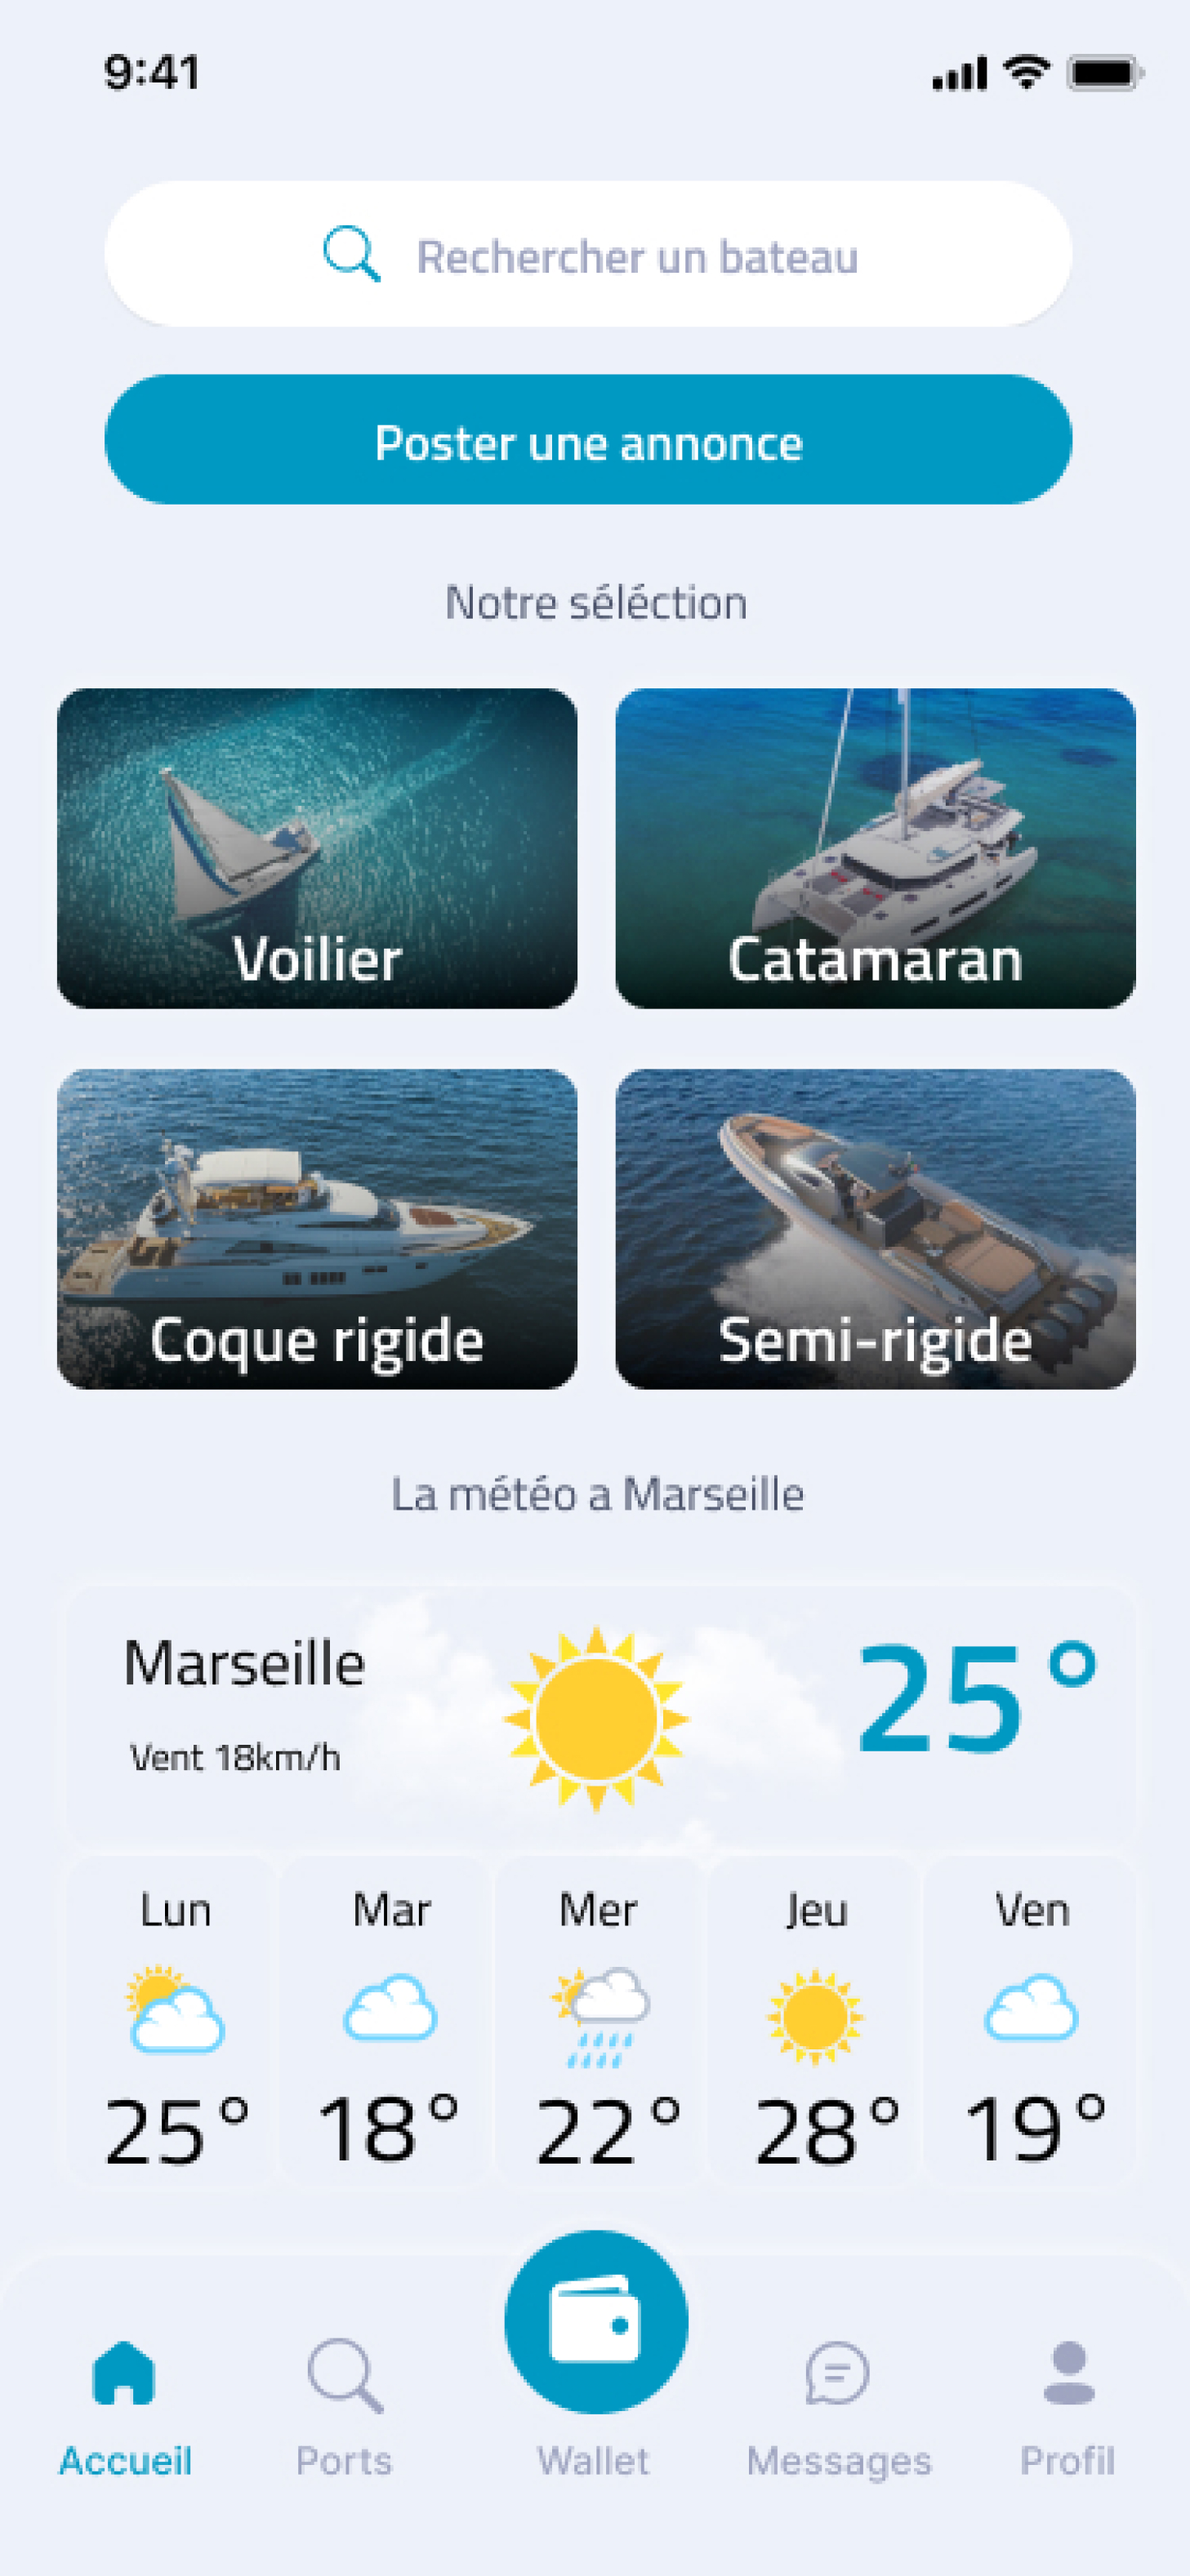 9:41
Rechercher un bateau
Poster une annonce
Notre séléction
Voilier
Catamaran
Coque rigide
Semi-rigide
La météo a Marseille
Marseille
25°
Vent 18km/h
Lun
Mar
Mer
Jeu
Ven
25°
18°
22°
28°
19°
Accueil
Ports
Wallet
Messages
Profil